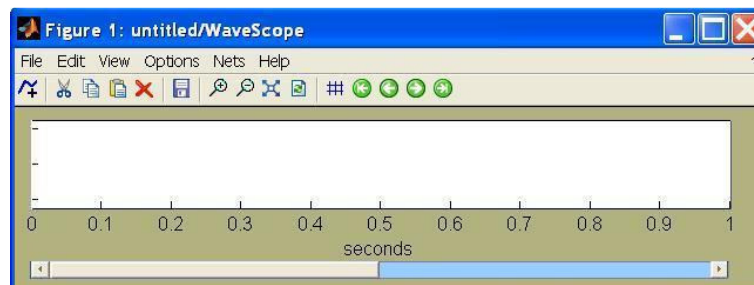 Figure 1: untitled/WaveScope
File Edit View Options Nets Help
0 0.1 0.2 0.3 0.4 0.5 0.6 0.7 0.8 0.9 1
seconds